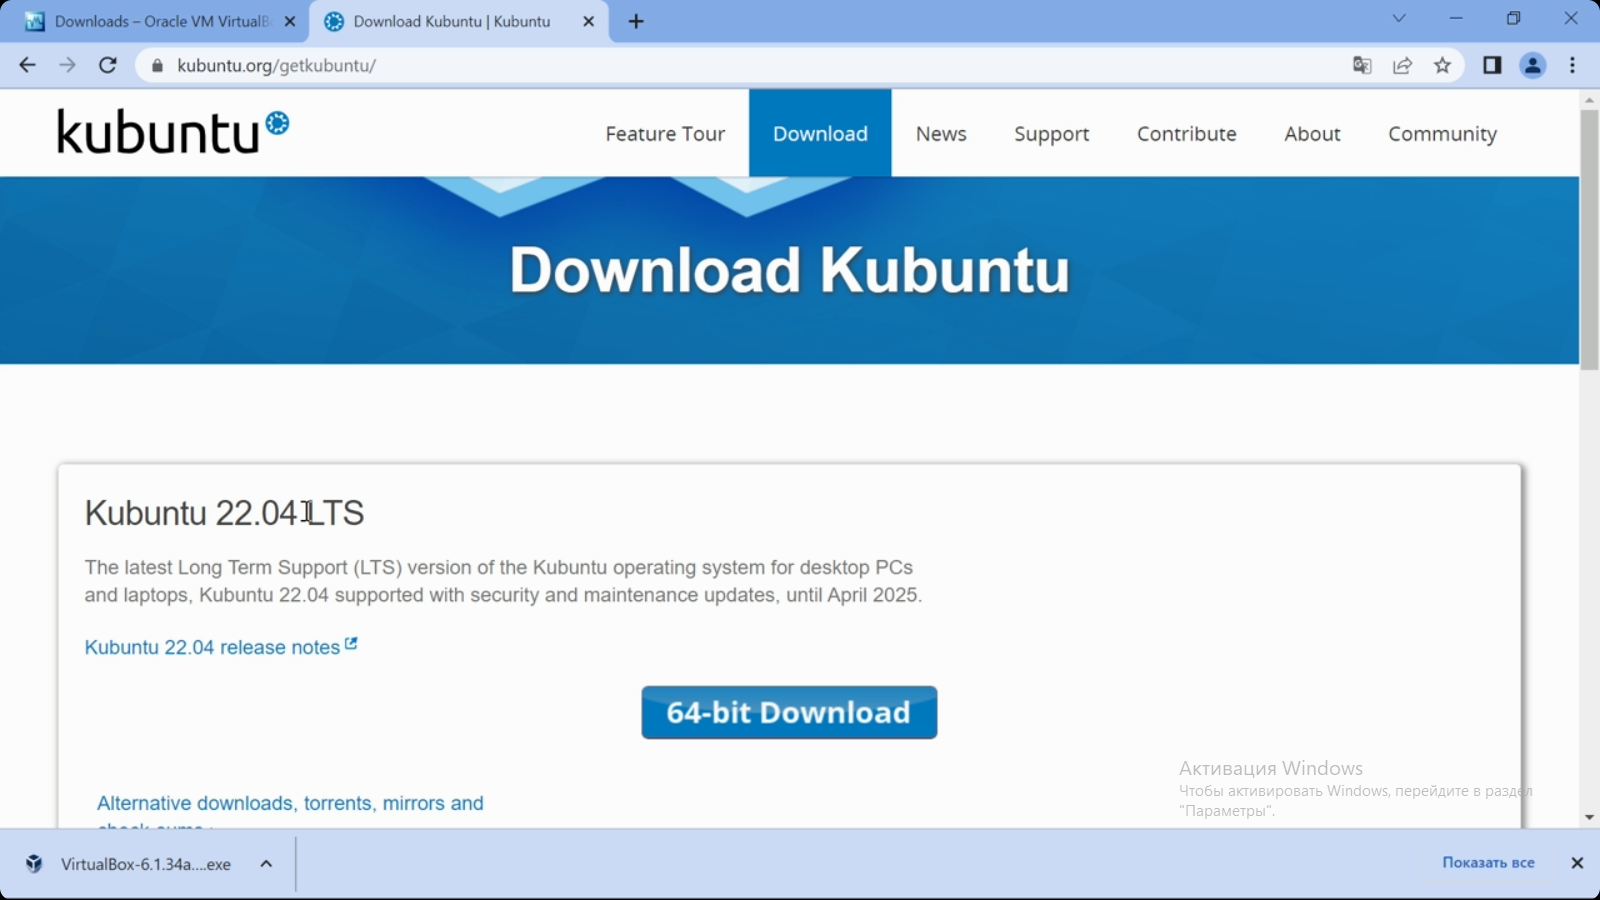 Downloads – Oracle VM VirtualB
Download Kubuntu | Kubuntu
kubuntu.org/getkubuntu/
kubuntu
Feature Tour
Download
News
Support
Contribute
About
Community
Download Kubuntu
Kubuntu 22.04 LTS
The latest Long Term Support (LTS) version of the Kubuntu operating system for desktop PCs
and laptops, Kubuntu 22.04 supported with security and maintenance updates, until April 2025.
Kubuntu 22.04 release notes
64-bit Download
Alternative downloads, torrents, mirrors and
Активация Windows
Чтобы активировать Windows, перейдите в раздел
"Параметры".
VirtualBox-6.1.34a....exe
Показать все